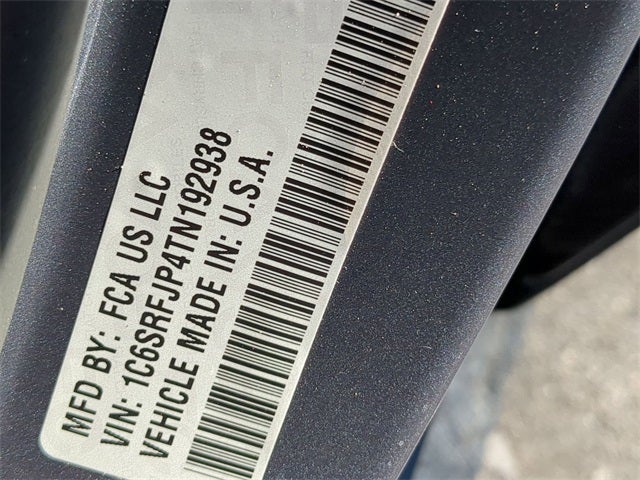 MFD BY: FCA US LLC
VIN: 1C6SRFJP4TN192938
VEHICLE MADE IN: U.S.A.